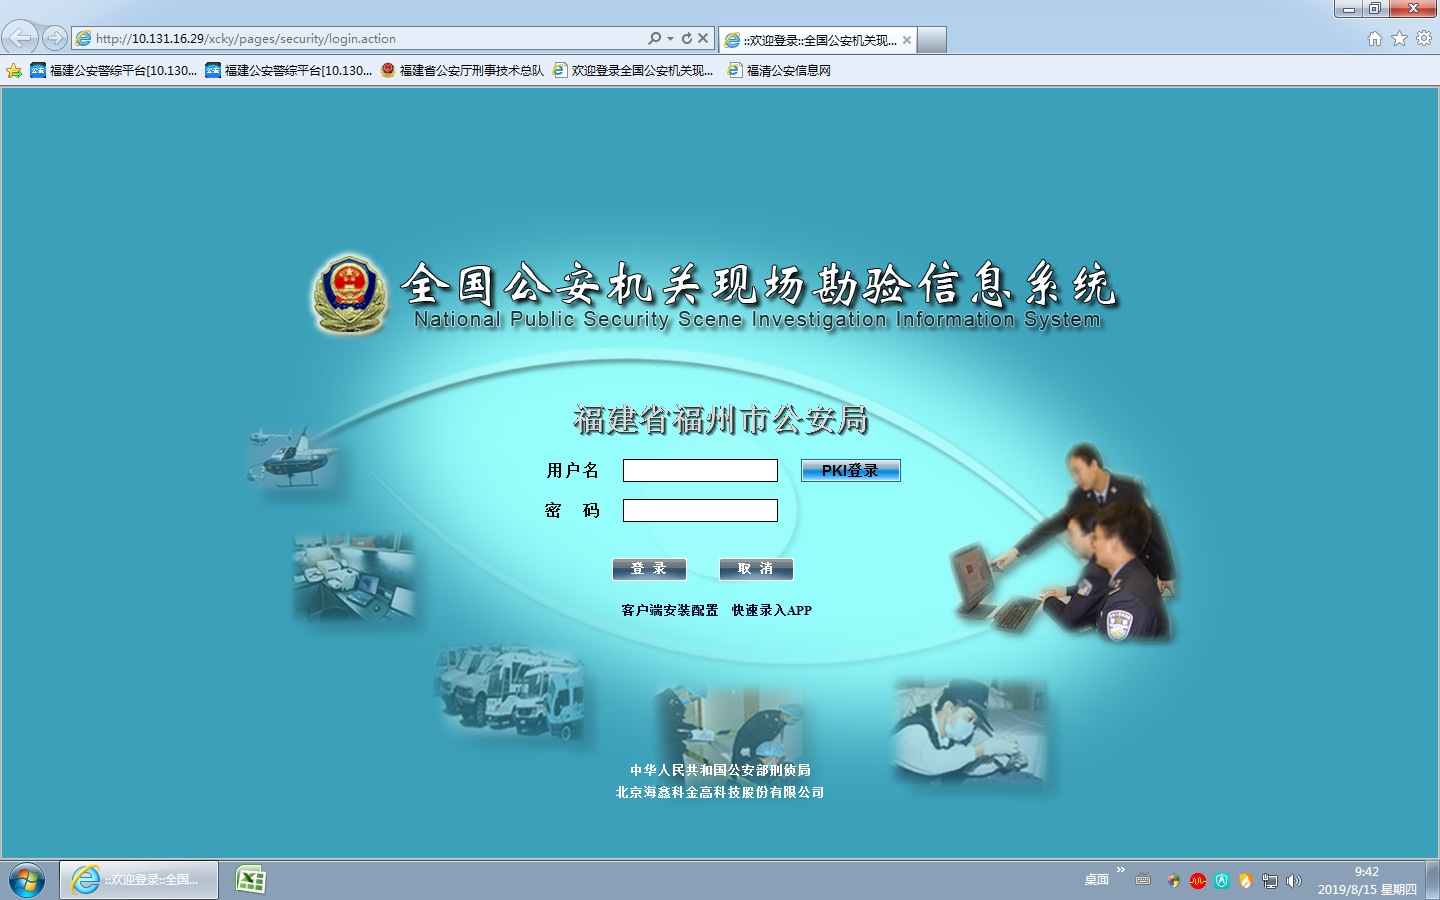 http://10.131.16.29/xcky/pages/security/login.action
::欢迎登录::全国公安机关现...
福建公安警综平台[10.130...
福建公安警综平台[10.130...
福建省公安厅刑事技术总队
欢迎登录全国公安机关现...
福清公安信息网
全国公安机关现场勘验信息系统
National Public Security Scene Investigation Information System
福建省福州市公安局
用户名
PKI登录
密 码
登 录
取 消
客户端安装配置 快速录入APP
中华人民共和国公安部刑侦局
北京海鑫科金高科技股份有限公司
::欢迎登录::全国...
桌面
9:42
2019/8/15 星期四